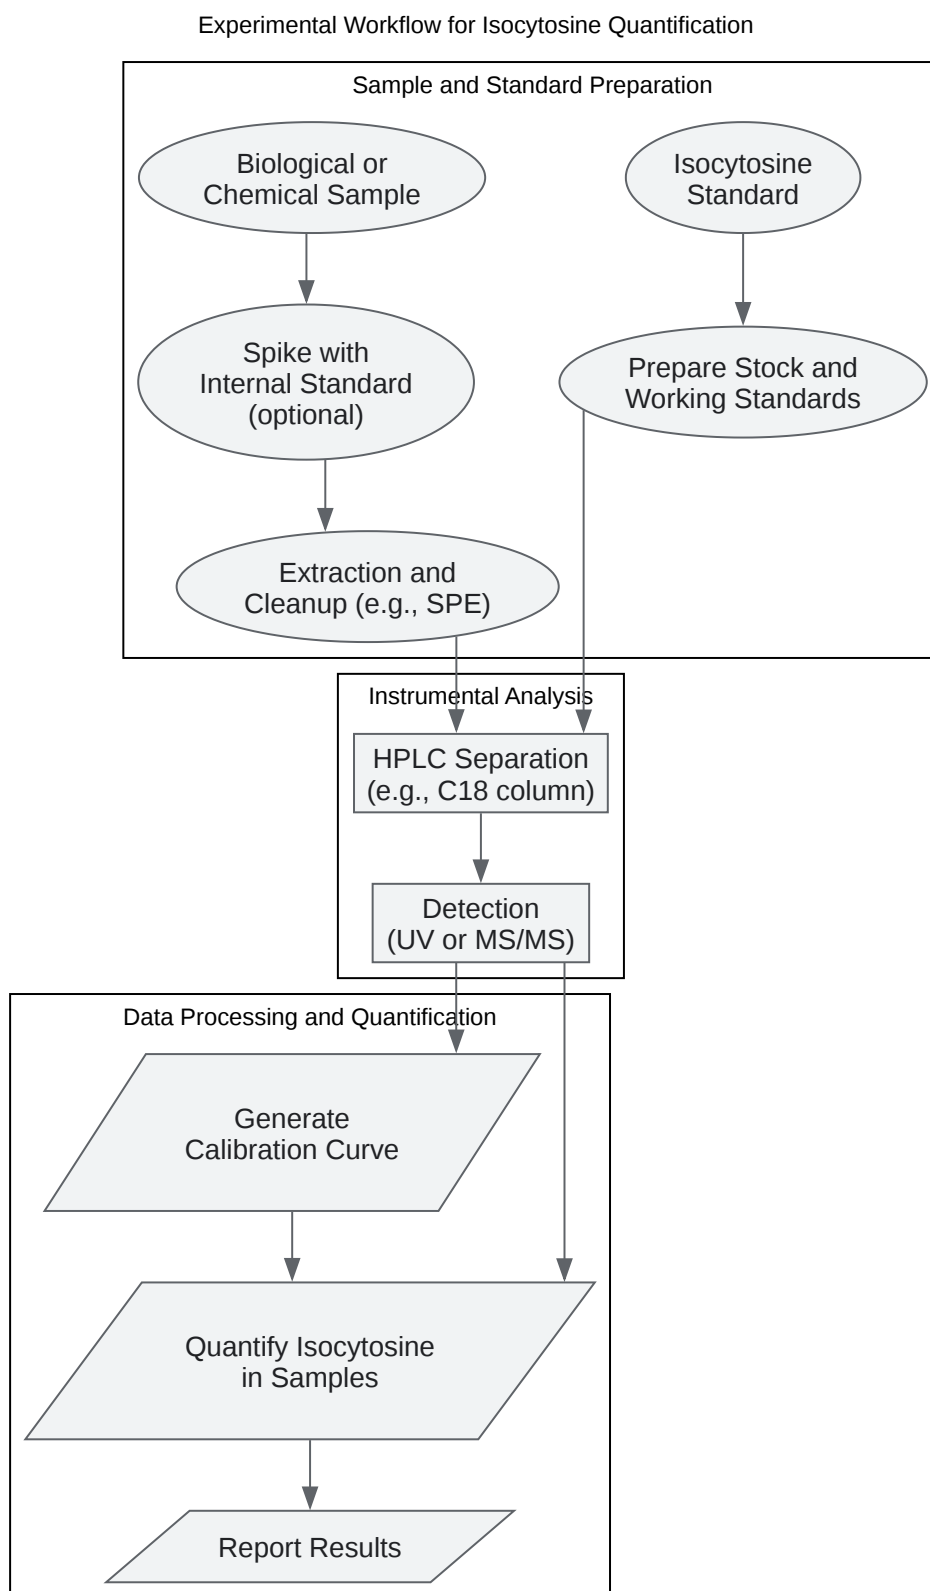 Experimental Workflow for Isocytosine Quantification
Sample and Standard Preparation
Biological or
Chemical Sample
Isocytosine
Standard
Spike with
Internal Standard
(optional)
Prepare Stock and
Working Standards
Extraction and
Cleanup (e.g., SPE)
Instrumental Analysis
HPLC Separation
(e.g., C18 column)
Detection
(UV or MS/MS)
Data Processing and Quantification
Generate
Calibration Curve
Quantify Isocytosine
in Samples
Report Results